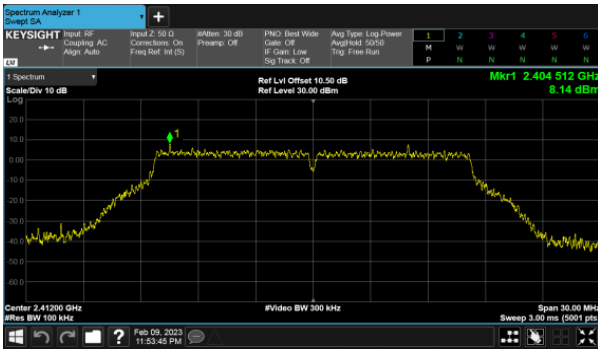 Spectrum Analyzer 1
Swept SA
+
KEYSIGHT Input: RF Input Z: 50 Ω #Atten: 30 dB PNO: Best Wide Avg Type: Log-Power 1 2 3 4 5 6
Coupling: AC Corrections: On Preamp: Off Gate: Off Avg|Hold: 50/50 M W W W W W
Align: Auto Freq Ref: Int (S) IF Gain: Low Trig: Free Run
Sig Track: Off P N N N N N
LXI
1 Spectrum Ref Lvl Offset 10.50 dB Mkr1 2.404 512 GHz
Scale/Div 10 dB Ref Level 30.00 dBm 8.14 dBm
Log
20.0
10.0
1
0.00
-10.0
-20.0
-30.0
-40.0
-50.0
-60.0
Center 2.41200 GHz #Video BW 300 kHz Span 30.00 MHz
#Res BW 100 kHz Sweep 3.00 ms (5001 pts)
? Feb 09, 2023
11:53:45 PM